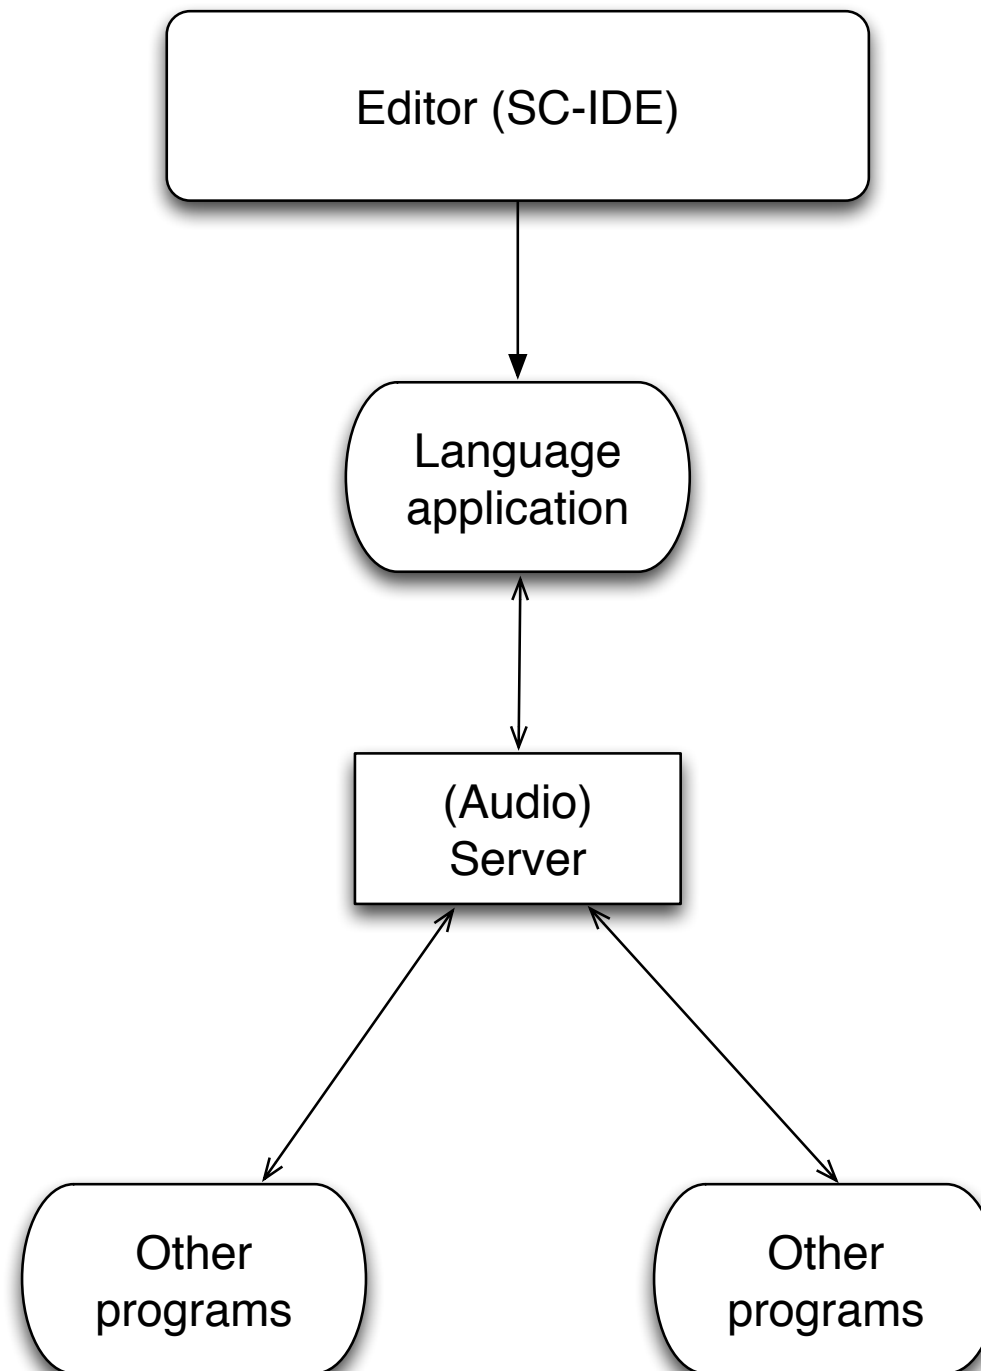 Editor (SC-IDE)
Language
application
(Audio)
Server
Other
programs
Other
programs